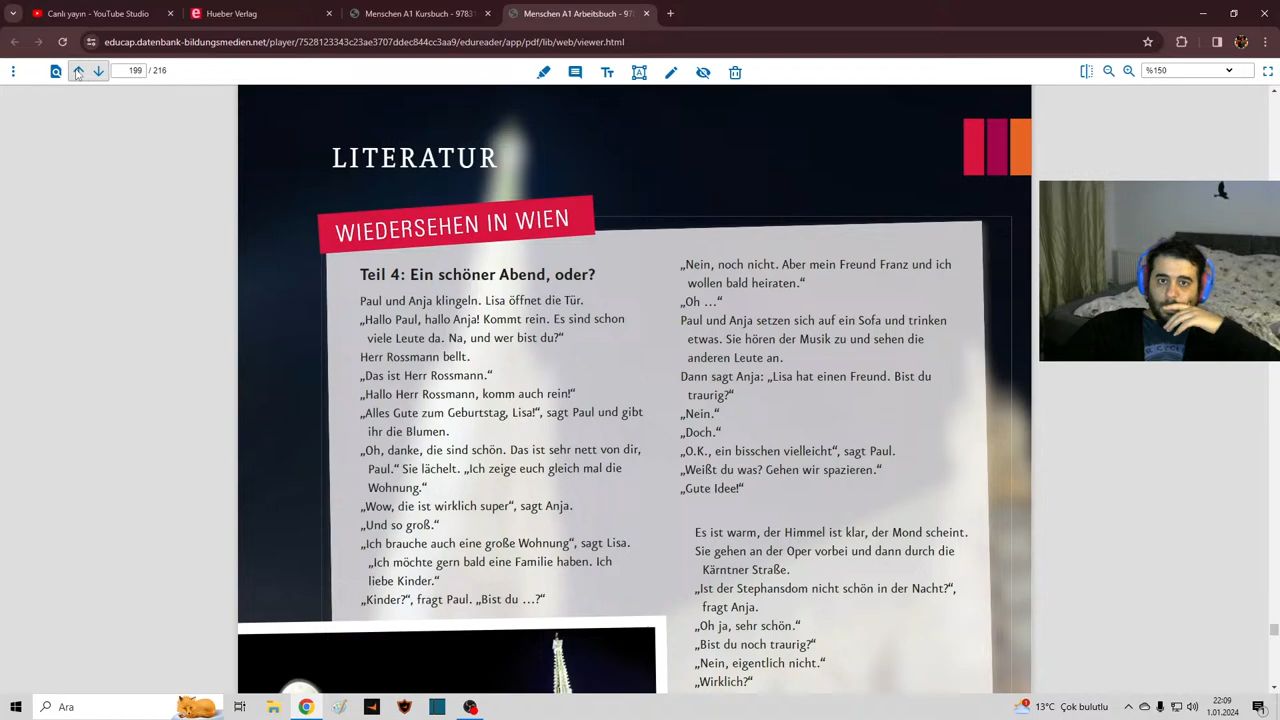 Canlı yayın - YouTube Studio
Hueber Verlag
Menschen A1 Kursbuch - 9783
Menschen A1 Arbeitsbuch - 978
educap.datenbank-bildungsmedien.net/player/7528123343c23ae3707ddec844cc3aa9/edureader/app/pdf/lib/web/viewer.html
199 / 216
%150
LITERATUR
WIEDERSEHEN IN WIEN
Teil 4: Ein schöner Abend, oder?
Paul und Anja klingeln. Lisa öffnet die Tür.
„Hallo Paul, hallo Anja! Kommt rein. Es sind schon
viele Leute da. Na, und wer bist du?“
Herr Rossmann bellt.
„Das ist Herr Rossmann.“
„Hallo Herr Rossmann, komm auch rein!“
„Alles Gute zum Geburtstag, Lisa!“, sagt Paul und gibt
ihr die Blumen.
„Oh, danke, die sind schön. Das ist sehr nett von dir,
Paul.“ Sie lächelt. „Ich zeige euch gleich mal die
Wohnung.“
„Wow, die ist wirklich super“, sagt Anja.
„Und so groß.“
„Ich brauche auch eine große Wohnung“, sagt Lisa.
„Ich möchte gern bald eine Familie haben. Ich
liebe Kinder.“
„Kinder?“, fragt Paul. „Bist du …?“
„Nein, noch nicht. Aber mein Freund Franz und ich
wollen bald heiraten.“
„Oh …“
Paul und Anja setzen sich auf ein Sofa und trinken
etwas. Sie hören der Musik zu und sehen die
anderen Leute an.
Dann sagt Anja: „Lisa hat einen Freund. Bist du
traurig?“
„Nein.“
„Doch.“
„O.K., ein bisschen vielleicht“, sagt Paul.
„Weißt du was? Gehen wir spazieren.“
„Gute Idee!“
Es ist warm, der Himmel ist klar, der Mond scheint.
Sie gehen an der Oper vorbei und dann durch die
Kärntner Straße.
„Ist der Stephansdom nicht schön in der Nacht?“,
fragt Anja.
„Oh ja, sehr schön.“
„Bist du noch traurig?“
„Nein, eigentlich nicht.“
„Wirklich?“
Ara
13°C Çok bulutlu
22:09
1.01.2024